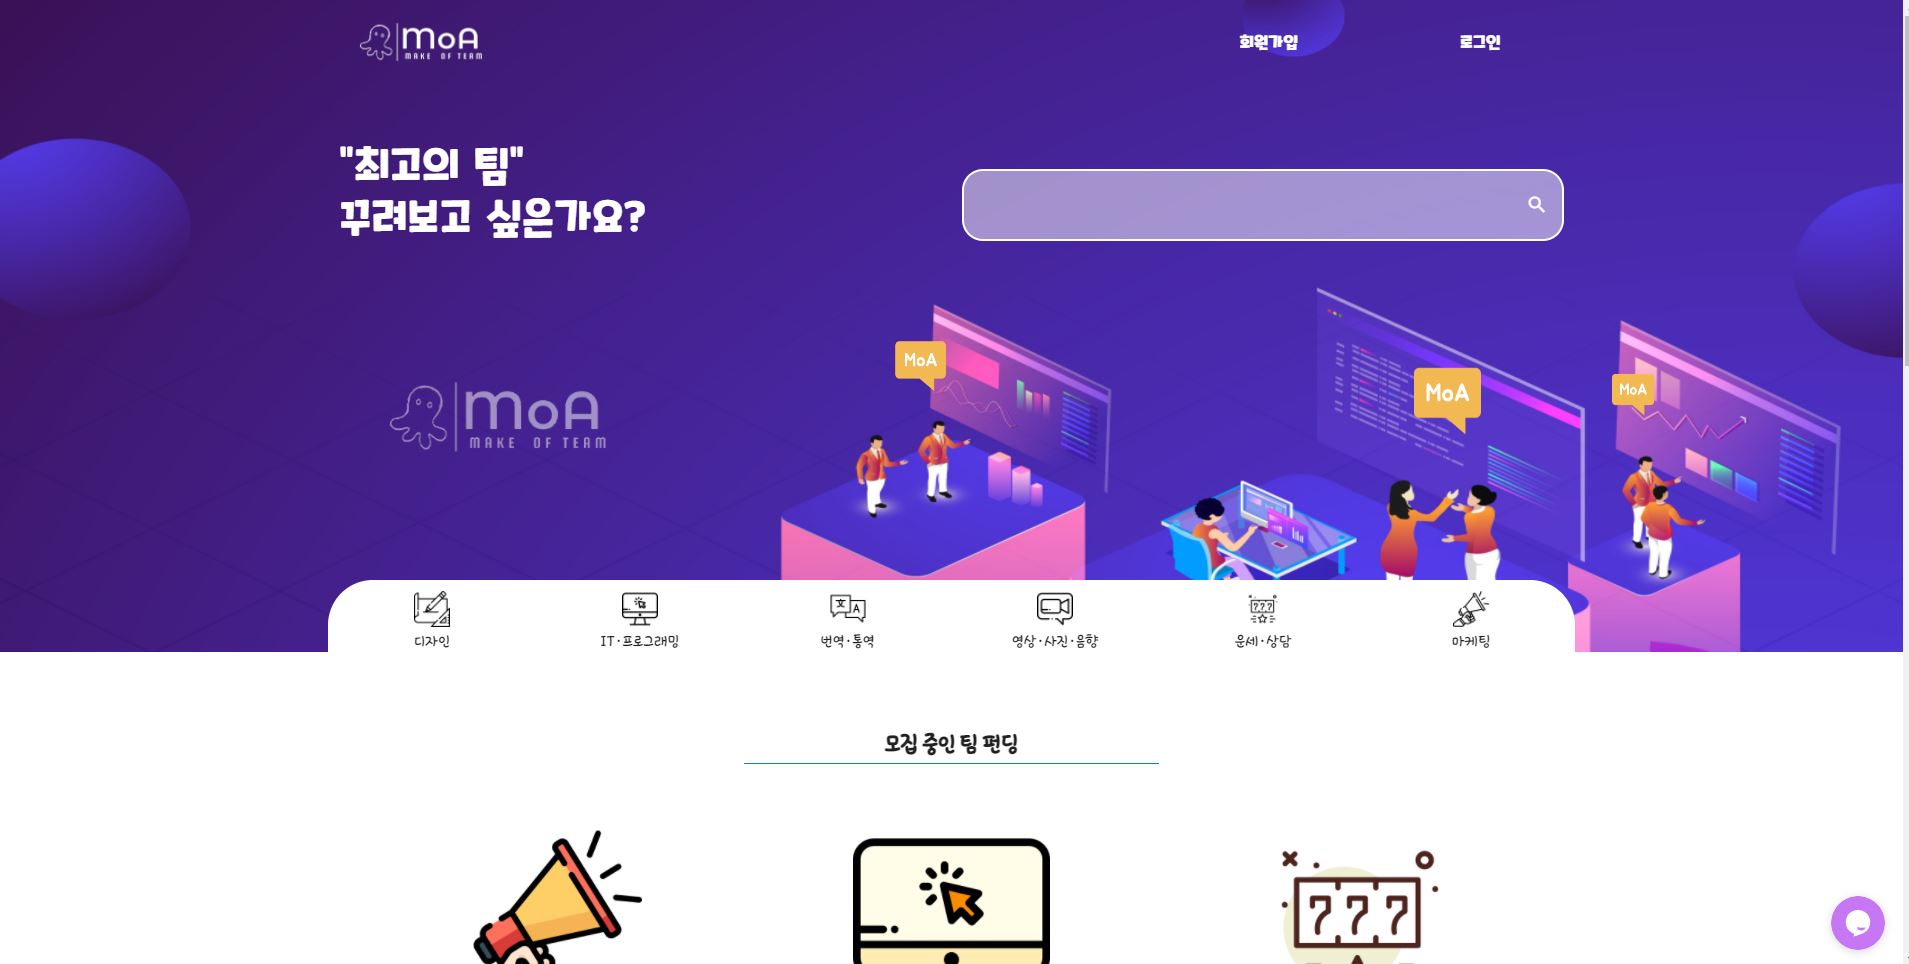 MoA
MAKE OF TEAM
회원가입
로그인
"최고의 팀"
꾸려보고 싶은가요?
MoA
MoA
MoA
MoA
MAKE OF TEAM
디자인
IT·프로그래밍
번역·통역
영상·사진·음향
운세·상담
마케팅
모집 중인 팀 펀딩
777